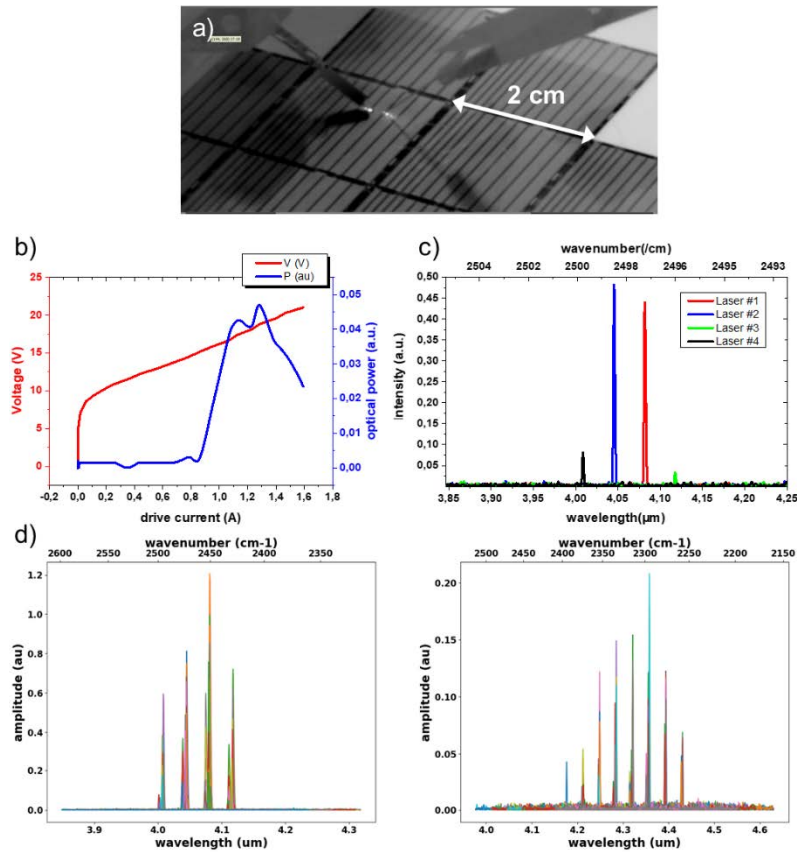 a)
2 cm
b)
V (V)
P (au)
25
20
15
10
5
0
Voltage (V)
0,05
0,04
0,03
0,02
0,01
0,00
optical power (a.u.)
-0,2 0,0 0,2 0,4 0,6 0,8 1,0 1,2 1,4 1,6 1,8
drive current (A)
c)
wavenumber(/cm)
2504 2502 2500 2498 2496 2495 2493
0,50
0,45
0,40
0,35
0,30
0,25
0,20
0,15
0,10
0,05
Intensity (a.u.)
Laser #1
Laser #2
Laser #3
Laser #4
3,85 3,90 3,95 4,00 4,05 4,10 4,15 4,20 4,25
wavelength(µm)
d)
wavenumber (cm-1)
2600 2550 2500 2450 2400 2350
1.2
1.0
0.8
0.6
0.4
0.2
0.0
amplitude (au)
3.9 4.0 4.1 4.2 4.3
wavelength (um)
wavenumber (cm-1)
2500 2450 2400 2350 2300 2250 2200 2150
0.20
0.15
0.10
0.05
0.00
amplitude (au)
4.0 4.1 4.2 4.3 4.4 4.5 4.6
wavelength (um)